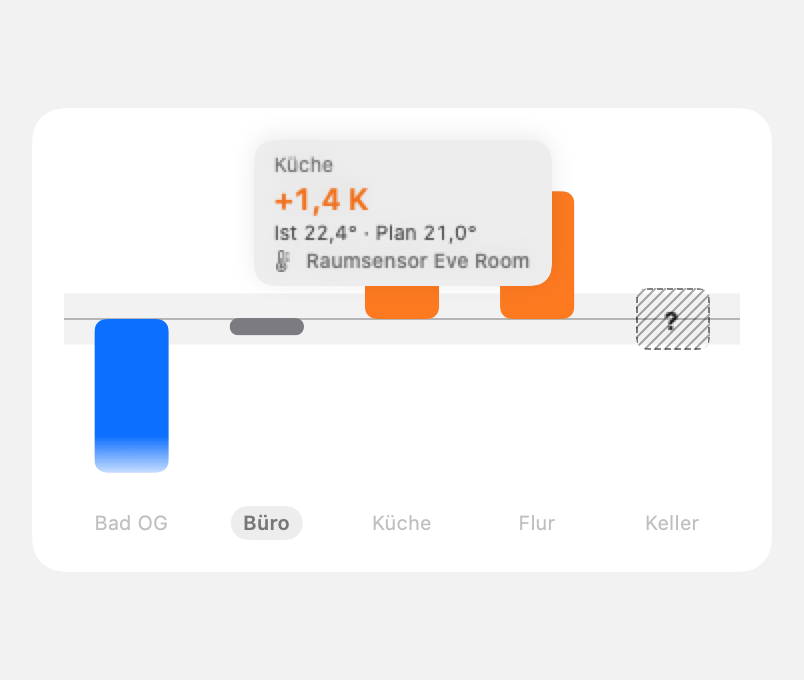 Küche
+1,4 K
Ist 22,4° · Plan 21,0°
Raumsensor Eve Room
?
Bad OG Büro Küche Flur Keller